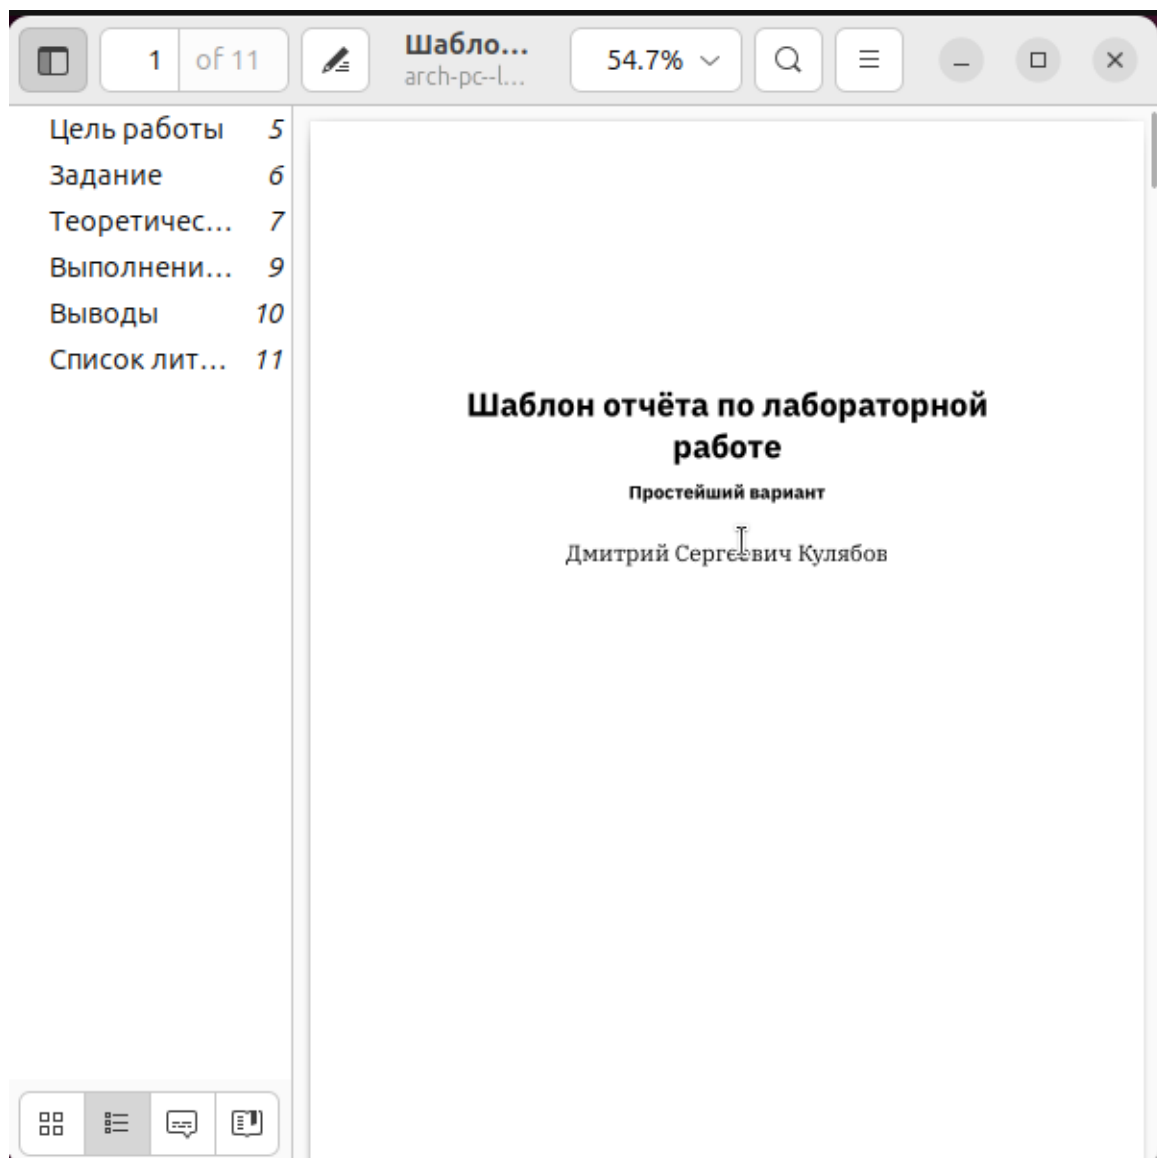 1 of 11
Шабло...
arch-pc--l...
54.7%
Цель работы 5
Задание 6
Теоретичес... 7
Выполнени... 9
Выводы 10
Список лит... 11
Шаблон отчёта по лабораторной
работе
Простейший вариант
Дмитрий Сергеевич Кулябов